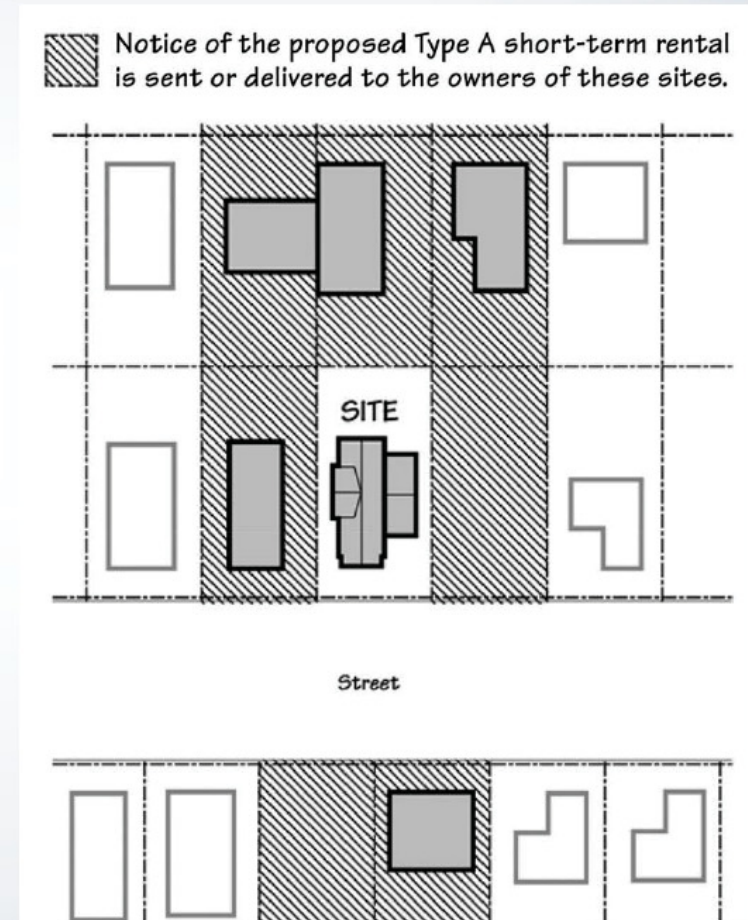 Notice of the proposed Type A short-term rental
is sent or delivered to the owners of these sites.
SITE
Street